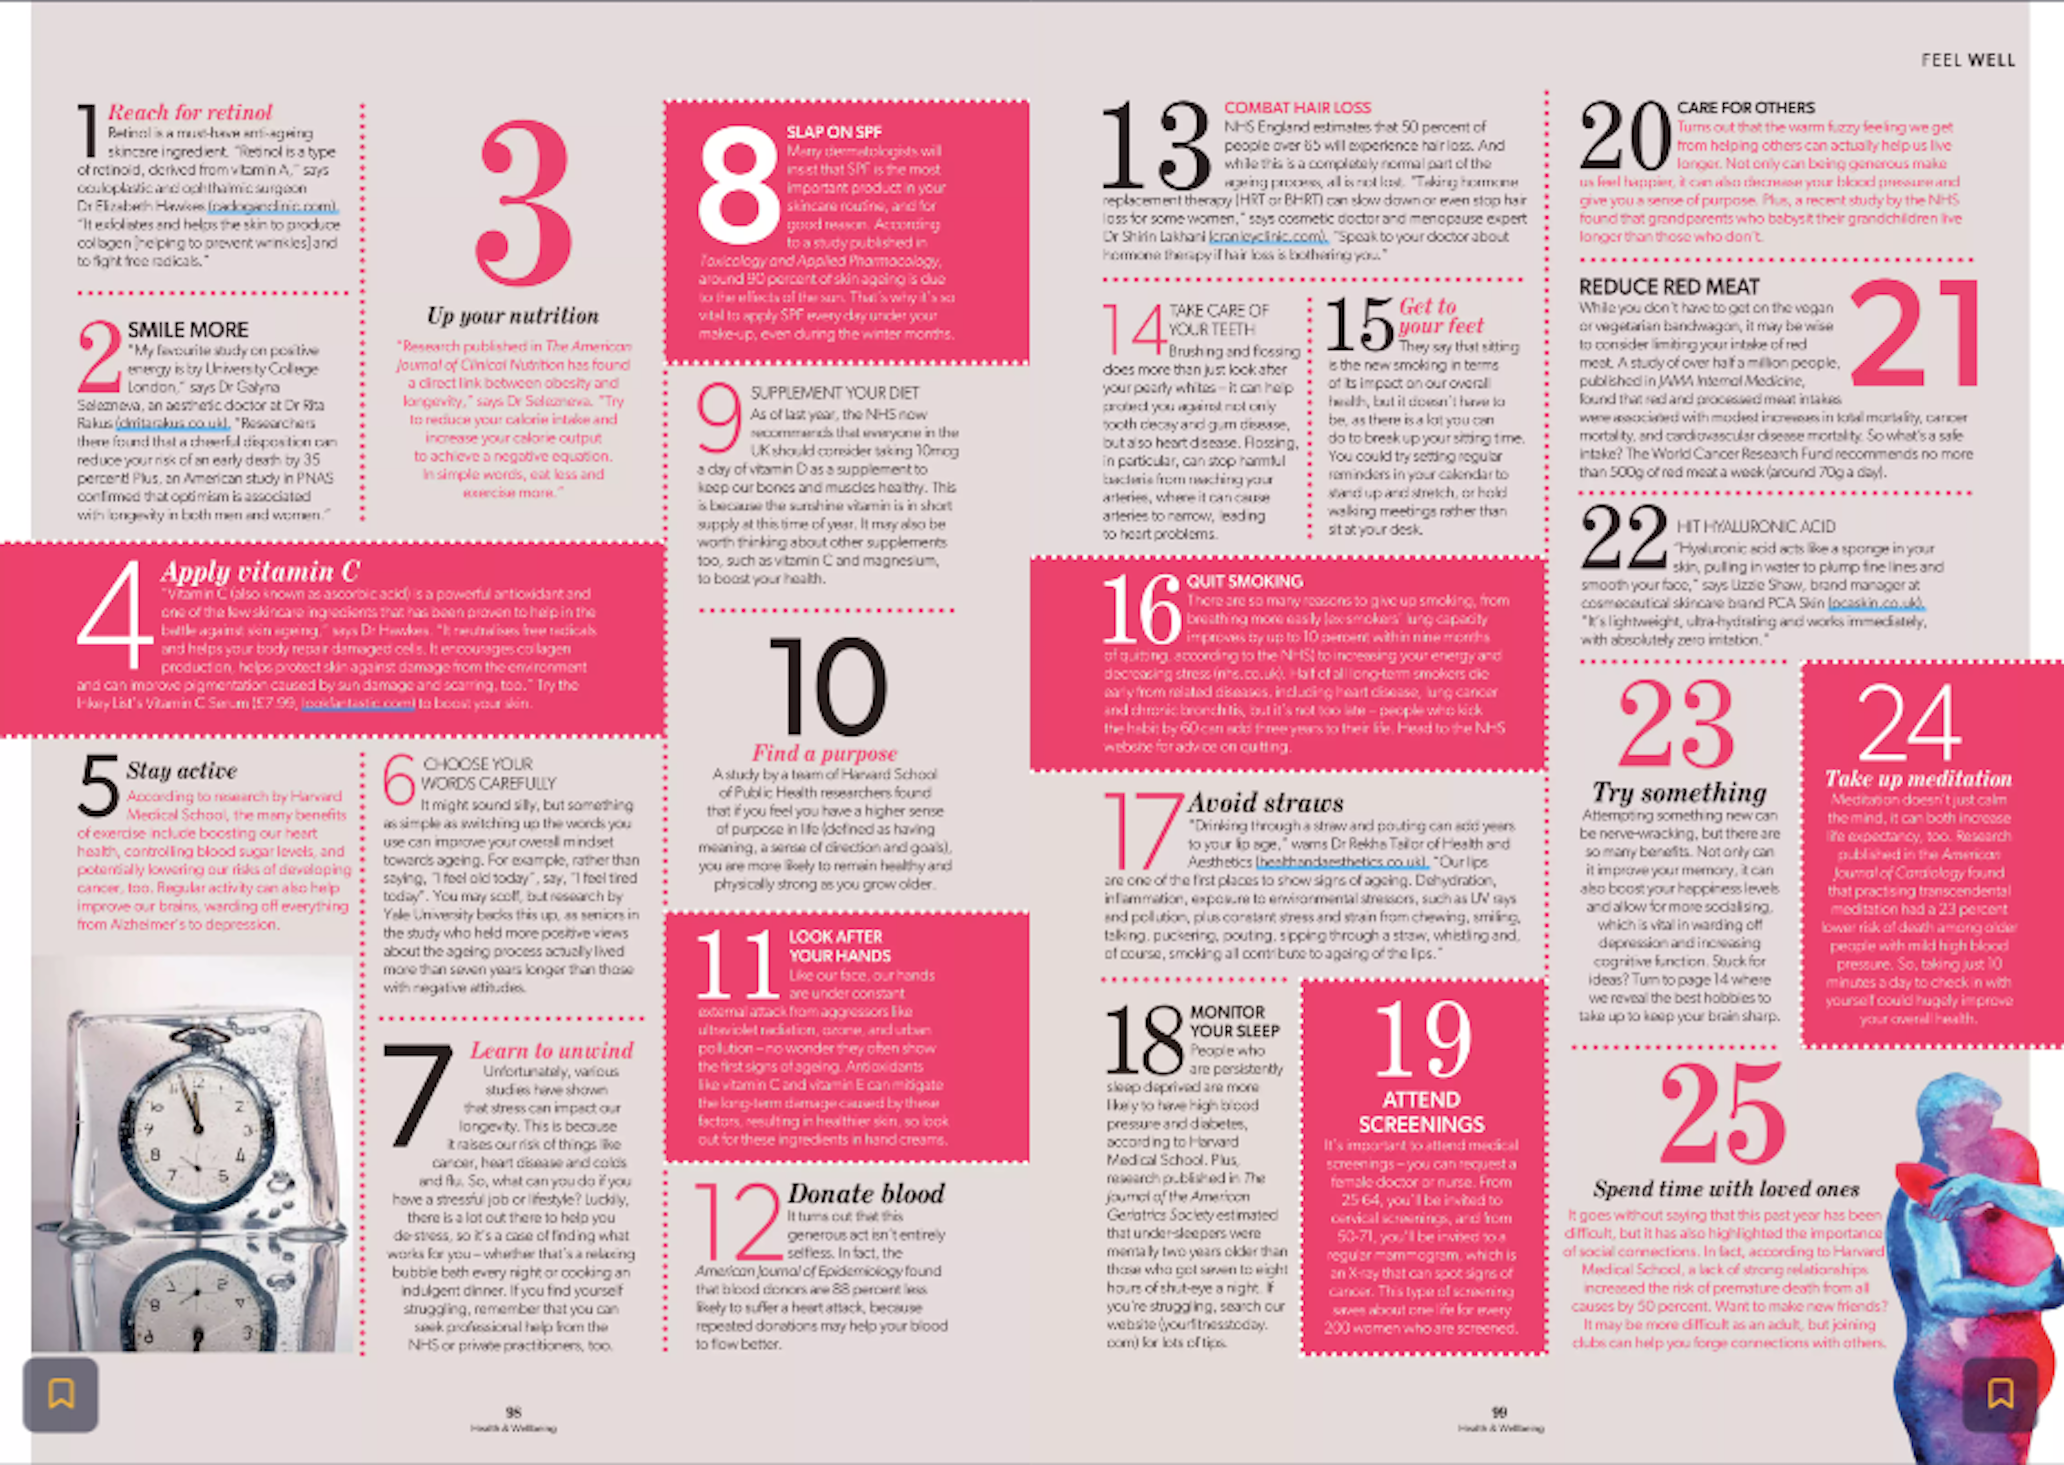 FEEL WELL
1
Reach for retinol
Retinol is a must-have anti-ageing
skincare ingredient. "Retinol is a type
of retinoid, derived from vitamin A," says
oculoplastic and ophthalmic surgeon
Dr Elizabeth Hawkes (cadoganclinic.com).
"It exfoliates and helps the skin to produce
collagen [helping to prevent wrinkles] and
to fight free radicals."
2
SMILE MORE
"My favourite study on positive
energy is by University College
London," says Dr Galyna
Selezneva, an aesthetic doctor at Dr Rita
Rakus (drritarakus.co.uk). "Researchers
there found that a cheerful disposition can
reduce your risk of an early death by 35
percent! Plus, an American study in PNAS
confirmed that optimism is associated
with longevity in both men and women."
3
Up your nutrition
"Research published in The American
Journal of Clinical Nutrition has found
a direct link between obesity and
longevity," says Dr Selezneva. "Try
to reduce your calorie intake and
increase your calorie output
to achieve a negative equation.
In simple words, eat less and
exercise more."
4
Apply vitamin C
"Vitamin C (also known as ascorbic acid) is a powerful antioxidant and
one of the few skincare ingredients that has been proven to help in the
battle against skin ageing," says Dr Hawkes. "It neutralises free radicals
and helps your body repair damaged cells. It encourages collagen
production, helps protect skin against damage from the environment
and can improve pigmentation caused by sun damage and scarring, too." Try the
Inkey List's Vitamin C Serum (£7.99, lookfantastic.com) to boost your skin.
5
Stay active
According to research by Harvard
Medical School, the many benefits
of exercise include boosting our heart
health, controlling blood sugar levels, and
potentially lowering our risks of developing
cancer, too. Regular activity can also help
improve our brains, warding off everything
from Alzheimer's to depression.
6
CHOOSE YOUR
WORDS CAREFULLY
It might sound silly, but something
as simple as switching up the words you
use can improve your overall mindset
towards ageing. For example, rather than
saying, "I feel old today", say, "I feel tired
today". You may scoff, but research by
Yale University backs this up, as seniors in
the study who held more positive views
about the ageing process actually lived
more than seven years longer than those
with negative attitudes.
7
Learn to unwind
Unfortunately, various
studies have shown
that stress can impact our
longevity. This is because
it raises our risk of things like
cancer, heart disease and colds
and flu. So, what can you do if you
have a stressful job or lifestyle? Luckily,
there is a lot out there to help you
de-stress, so it's a case of finding what
works for you – whether that's a relaxing
bubble bath every night or cooking an
indulgent dinner. If you find yourself
struggling, remember that you can
seek professional help from the
NHS or private practitioners, too.
8
SLAP ON SPF
Many dermatologists will
insist that SPF is the most
important product in your
skincare routine, and for
good reason. According
to a study published in
Toxicology and Applied Pharmacology,
around 90 percent of skin ageing is due
to the effects of the sun. That's why it's so
vital to apply SPF every day under your
make-up, even during the winter months.
9
SUPPLEMENT YOUR DIET
As of last year, the NHS now
recommends that everyone in the
UK should consider taking 10mcg
a day of vitamin D as a supplement to
keep our bones and muscles healthy. This
is because the sunshine vitamin is in short
supply at this time of year. It may also be
worth thinking about other supplements
too, such as vitamin C and magnesium,
to boost your health.
10
Find a purpose
A study by a team of Harvard School
of Public Health researchers found
that if you feel you have a higher sense
of purpose in life (defined as having
meaning, a sense of direction and goals),
you are more likely to remain healthy and
physically strong as you grow older.
11
LOOK AFTER
YOUR HANDS
Like our face, our hands
are under constant
external attack from aggressors like
ultraviolet radiation, ozone, and urban
pollution – no wonder they often show
the first signs of ageing. Antioxidants
like vitamin C and vitamin E can mitigate
the long-term damage caused by these
factors, resulting in healthier skin, so look
out for these ingredients in hand creams.
12
Donate blood
It turns out that this
generous act isn't entirely
selfless. In fact, the
American Journal of Epidemiology found
that blood donors are 88 percent less
likely to suffer a heart attack, because
repeated donations may help your blood
to flow better.
98
Health & Wellbeing
13
COMBAT HAIR LOSS
NHS England estimates that 50 percent of
people over 65 will experience hair loss. And
while this is a completely normal part of the
ageing process, all is not lost. "Taking hormone
replacement therapy (HRT or BHRT) can slow down or even stop hair
loss for some women," says cosmetic doctor and menopause expert
Dr Shirin Lakhani (cranleyclinic.com). "Speak to your doctor about
hormone therapy if hair loss is bothering you."
14
TAKE CARE OF
YOUR TEETH
Brushing and flossing
does more than just look after
your pearly whites – it can help
protect you against not only
tooth decay and gum disease,
but also heart disease. Flossing,
in particular, can stop harmful
bacteria from reaching your
arteries, where it can cause
arteries to narrow, leading
to heart problems.
15
Get to
your feet
They say that sitting
is the new smoking in terms
of its impact on our overall
health, but it doesn't have to
be, as there is a lot you can
do to break up your sitting time.
You could try setting regular
reminders in your calendar to
stand up and stretch, or hold
walking meetings rather than
sit at your desk.
16
QUIT SMOKING
There are so many reasons to give up smoking, from
breathing more easily (ex-smokers' lung capacity
improves by up to 10 percent within nine months
of quitting, according to the NHS) to increasing your energy and
decreasing stress (nhs.co.uk). Half of all long-term smokers die
early from related diseases, including heart disease, lung cancer
and chronic bronchitis, but it's not too late – people who kick
the habit by 60 can add three years to their life. Head to the NHS
website for advice on quitting.
17
Avoid straws
"Drinking through a straw and pouting can add years
to your lip age," warns Dr Rekha Tailor of Health and
Aesthetics (healthandaesthetics.co.uk). "Our lips
are one of the first places to show signs of ageing. Dehydration,
inflammation, exposure to environmental stressors, such as UV rays
and pollution, plus constant stress and strain from chewing, smiling,
talking, puckering, pouting, sipping through a straw, whistling and,
of course, smoking all contribute to ageing of the lips."
18
MONITOR
YOUR SLEEP
People who
are persistently
sleep deprived are more
likely to have high blood
pressure and diabetes,
according to Harvard
Medical School. Plus,
research published in The
Journal of the American
Geriatrics Society estimated
that under-sleepers were
mentally two years older than
those who got seven to eight
hours of shut-eye a night. If
you're struggling, search our
website (yourfitnesstoday.
com) for lots of tips.
19
ATTEND
SCREENINGS
It's important to attend medical
screenings – you can request a
female doctor or nurse. From
25-64, you'll be invited to
cervical screenings, and from
50-71, you'll be invited to a
regular mammogram, which is
an X-ray that can spot signs of
cancer. This type of screening
saves about one life for every
200 women who are screened.
20
CARE FOR OTHERS
Turns out that the warm fuzzy feeling we get
from helping others can actually help us live
longer. Not only can being generous make
us feel happier, it can also decrease your blood pressure and
give you a sense of purpose. Plus, a recent study by the NHS
found that grandparents who babysit their grandchildren live
longer than those who don't.
21
REDUCE RED MEAT
While you don't have to get on the vegan
or vegetarian bandwagon, it may be wise
to consider limiting your intake of red
meat. A study of over half a million people,
published in JAMA Internal Medicine,
found that red and processed meat intakes
were associated with modest increases in total mortality, cancer
mortality, and cardiovascular disease mortality. So what's a safe
intake? The World Cancer Research Fund recommends no more
than 500g of red meat a week (around 70g a day).
22
HIT HYALURONIC ACID
"Hyaluronic acid acts like a sponge in your
skin, pulling in water to plump fine lines and
smooth your face," says Lizzie Shaw, brand manager at
cosmeceutical skincare brand PCA Skin (pcaskin.co.uk).
"It's lightweight, ultra-hydrating and works immediately,
with absolutely zero irritation."
23
Try something
Attempting something new can
be nerve-wracking, but there are
so many benefits. Not only can
it improve your memory, it can
also boost your happiness levels
and allow for more socialising,
which is vital in warding off
depression and increasing
cognitive function. Stuck for
ideas? Turn to page 14 where
we reveal the best hobbies to
take up to keep your brain sharp.
24
Take up meditation
Meditation doesn't just calm
the mind, it can both increase
life expectancy, too. Research
published in the American
Journal of Cardiology found
that practising transcendental
meditation had a 23 percent
lower risk of death among older
people with mild high blood
pressure. So, taking just 10
minutes a day to check in with
yourself could hugely improve
your overall health.
25
Spend time with loved ones
It goes without saying that this past year has been
difficult, but it has also highlighted the importance
of social connections. In fact, according to Harvard
Medical School, a lack of strong relationships
increased the risk of premature death from all
causes by 50 percent. Want to make new friends?
It may be more difficult as an adult, but joining
clubs can help you forge connections with others.
99
Health & Wellbeing